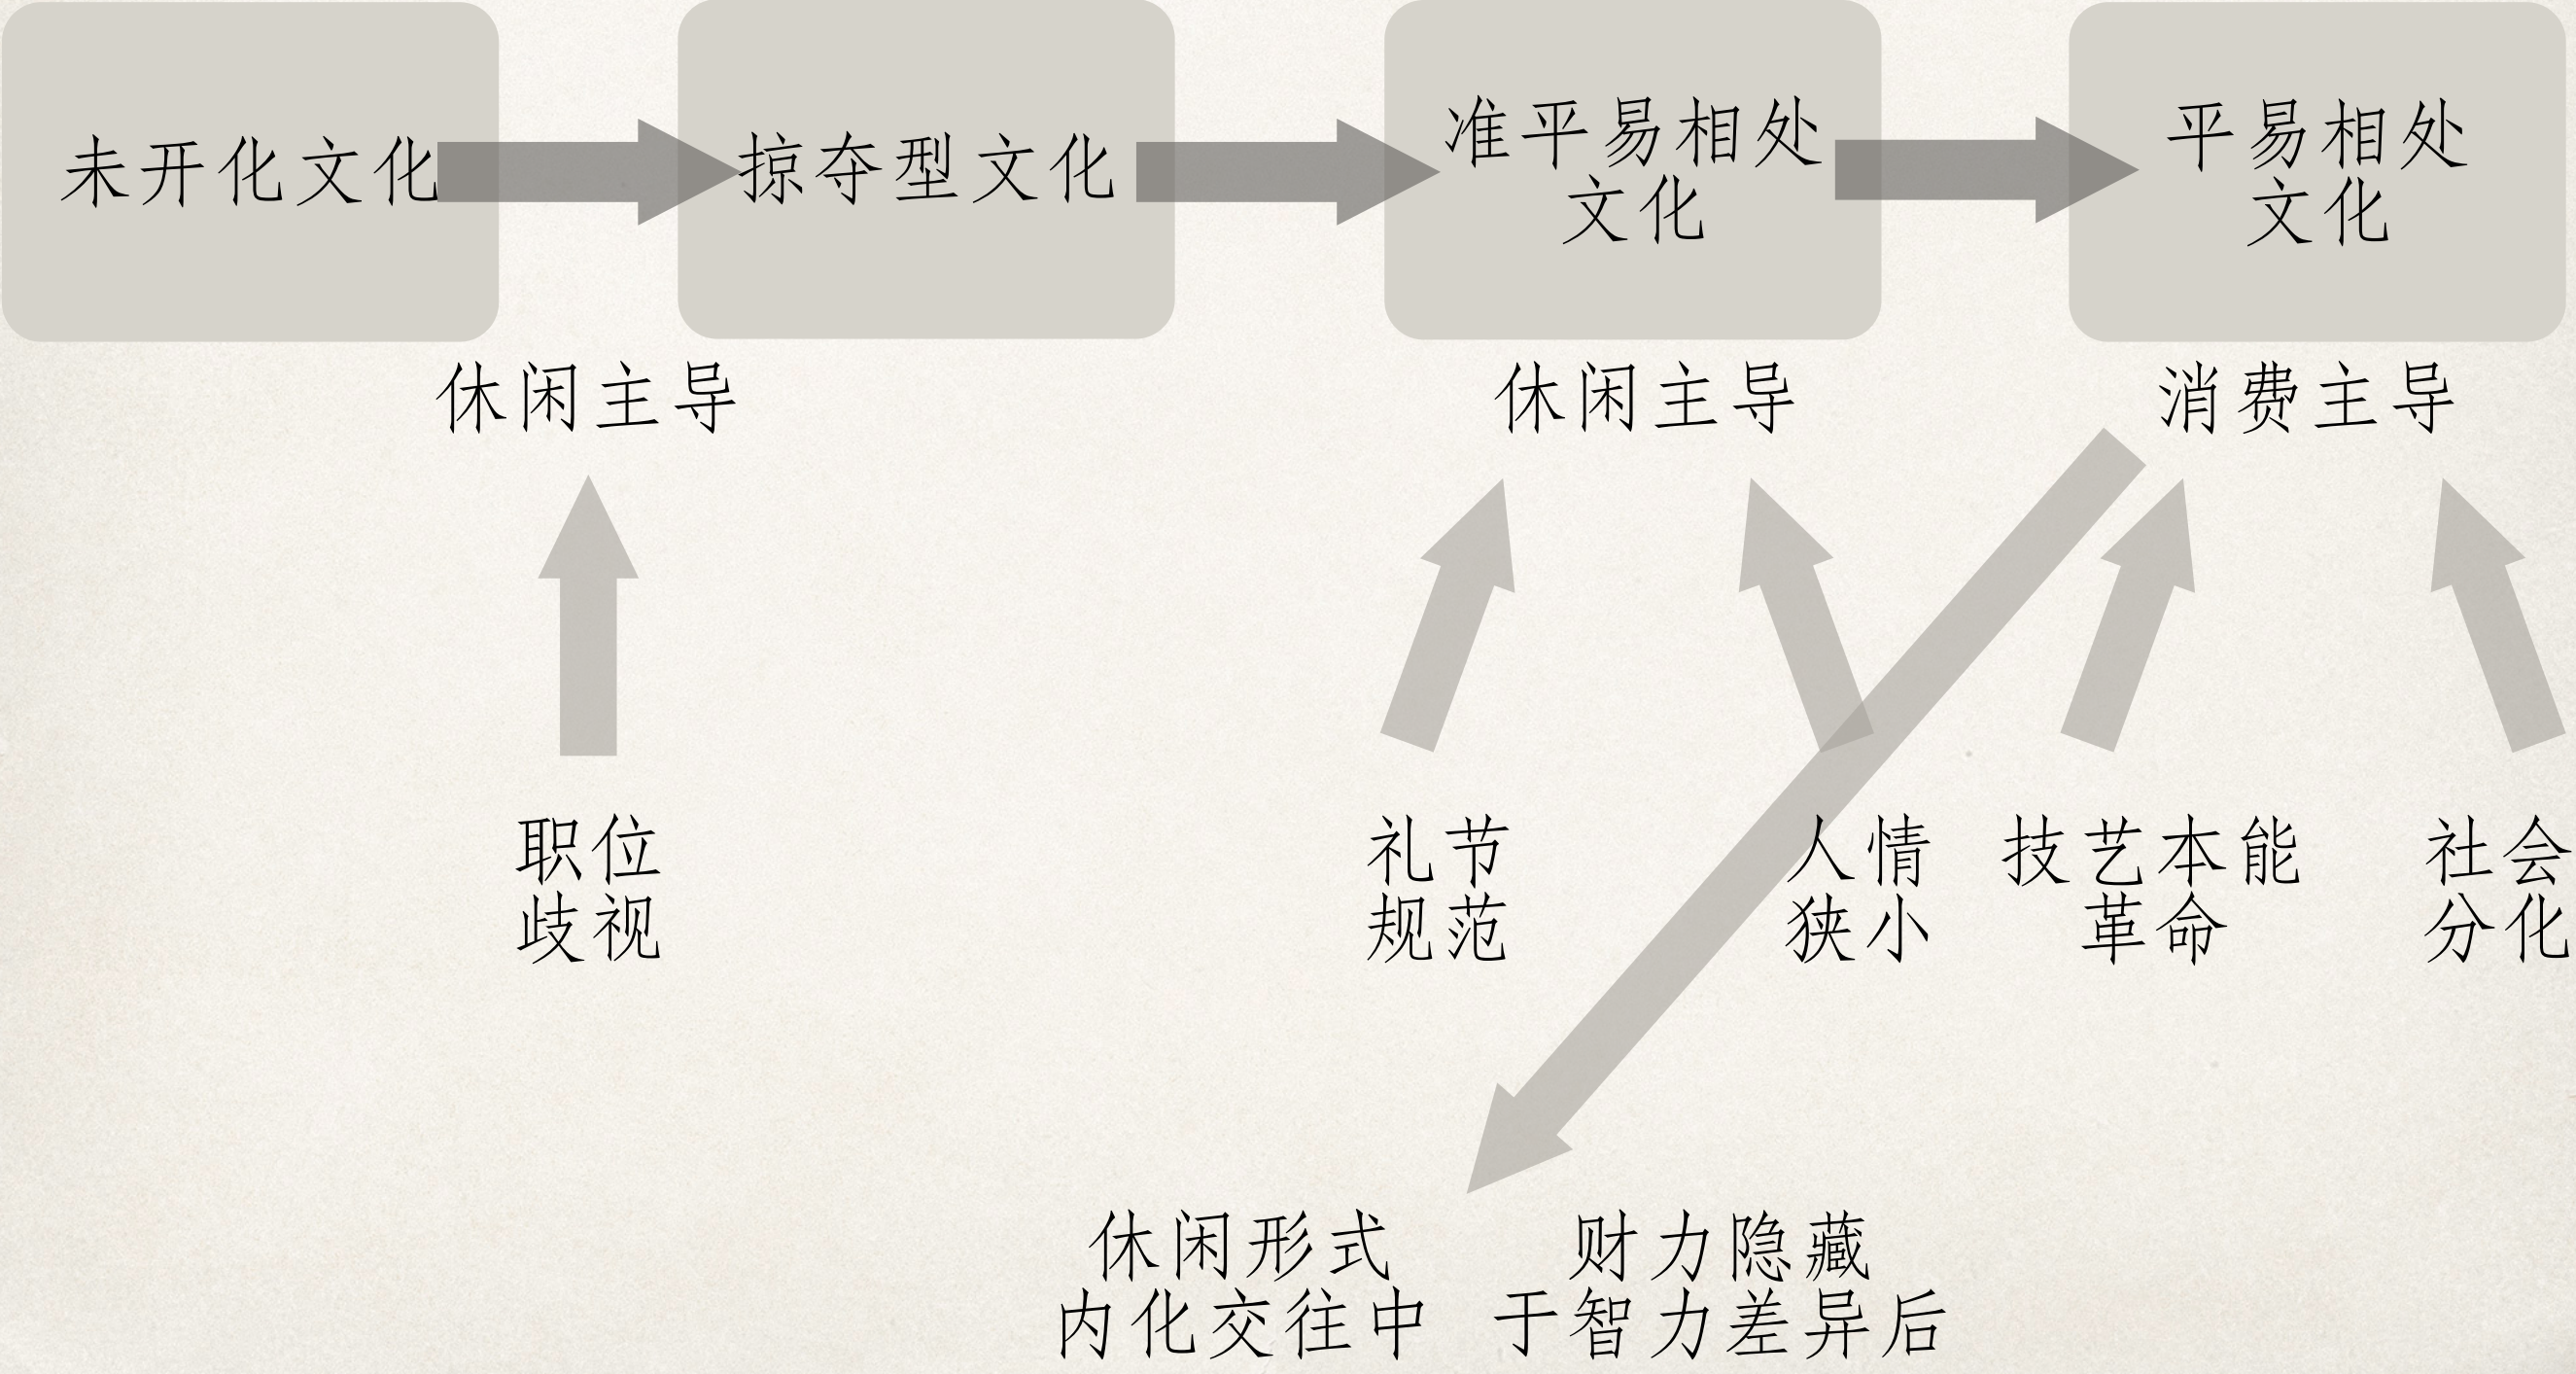 未开化文化
掠夺型文化
准平易相处
文化
平易相处
文化
休闲主导
休闲主导
消费主导
职位
歧视
礼节
规范
人情
狭小
技艺本能
革命
社会
分化
休闲形式
内化交往中
财力隐藏
于智力差异后